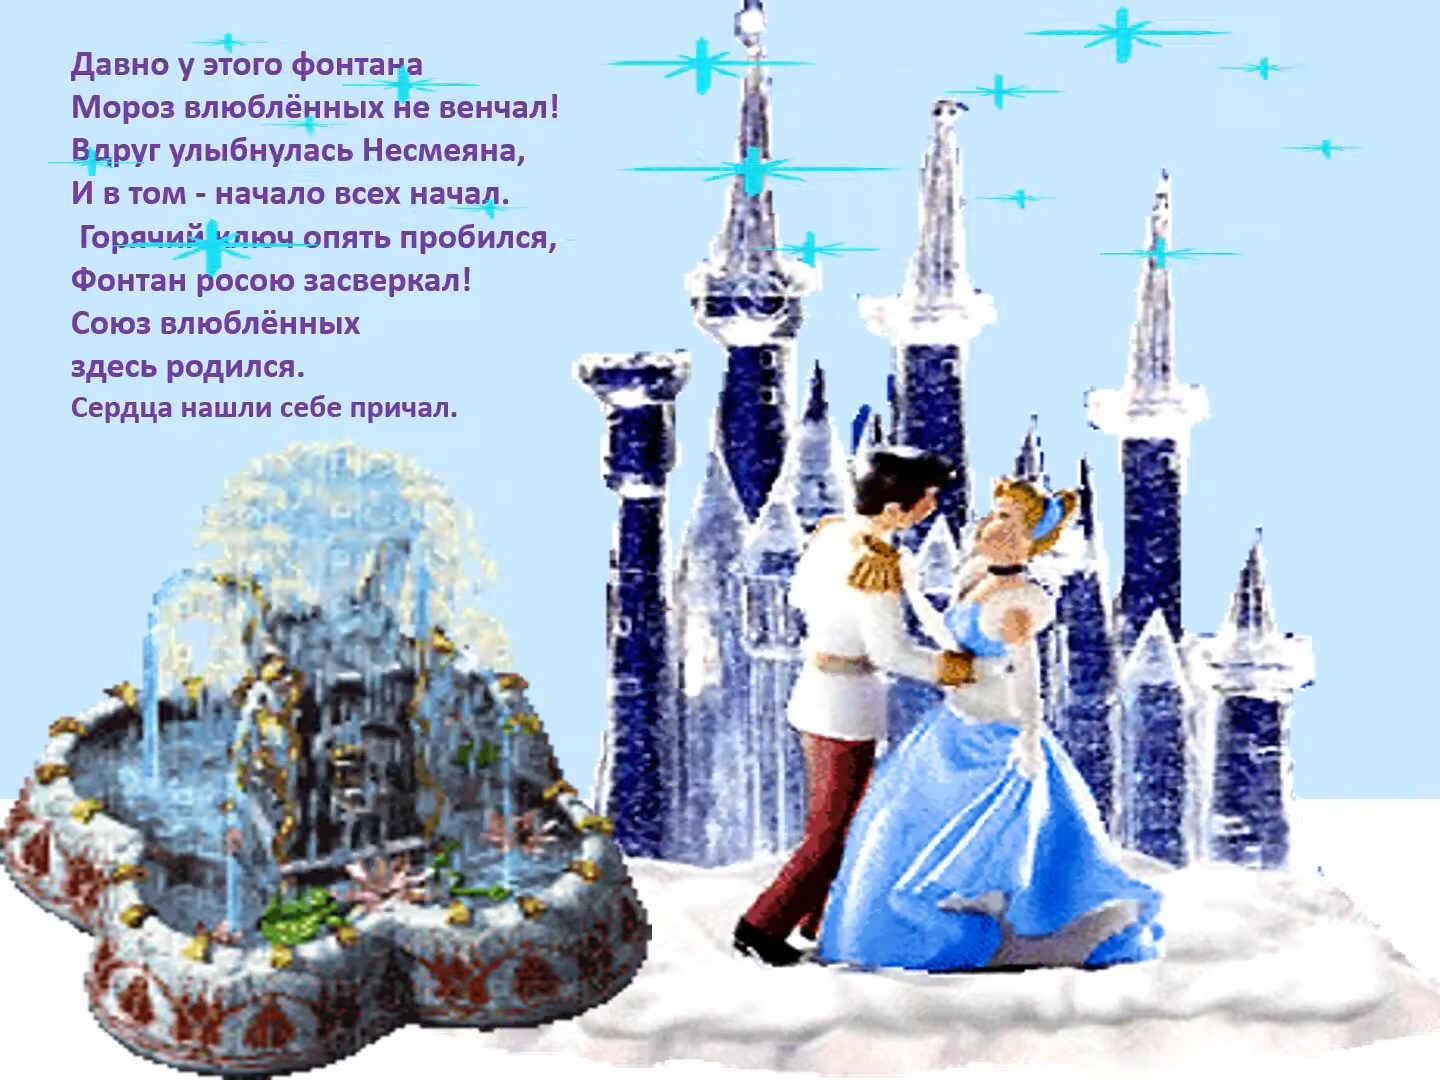 Давно у этого фонтана
Мороз влюблённых не венчал!
Вдруг улыбнулась Несмеяна,
И в том - начало всех начал.
Горячий ключ опять пробился,
Фонтан росою засверкал!
Союз влюблённых
здесь родился.
Сердца нашли себе причал.